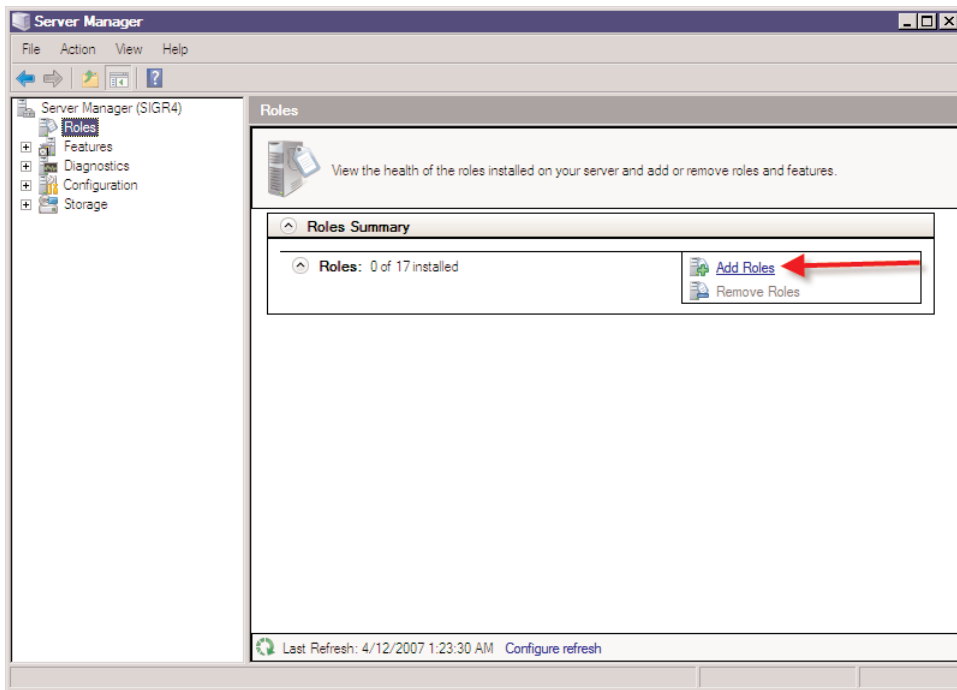 Server Manager
File Action View Help
Server Manager (SIGR4)
Roles
Features
Diagnostics
Configuration
Storage
Roles
View the health of the roles installed on your server and add or remove roles and features.
Roles Summary
Roles: 0 of 17 installed
Add Roles
Remove Roles
Last Refresh: 4/12/2007 1:23:30 AM Configure refresh